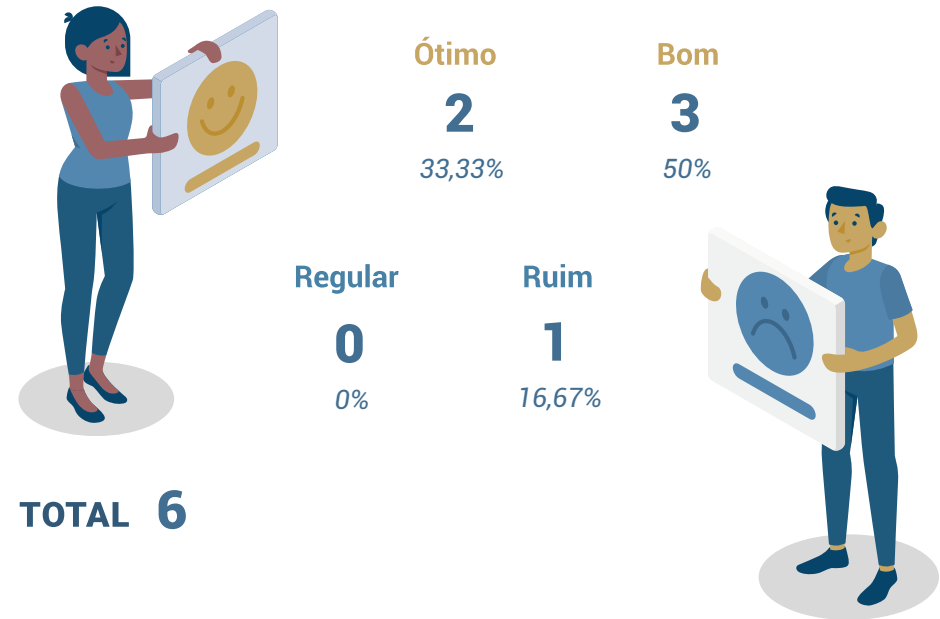 Ótimo
Bom
2
3
33,33%
50%
Regular
Ruim
0
1
0%
16,67%
TOTAL 6